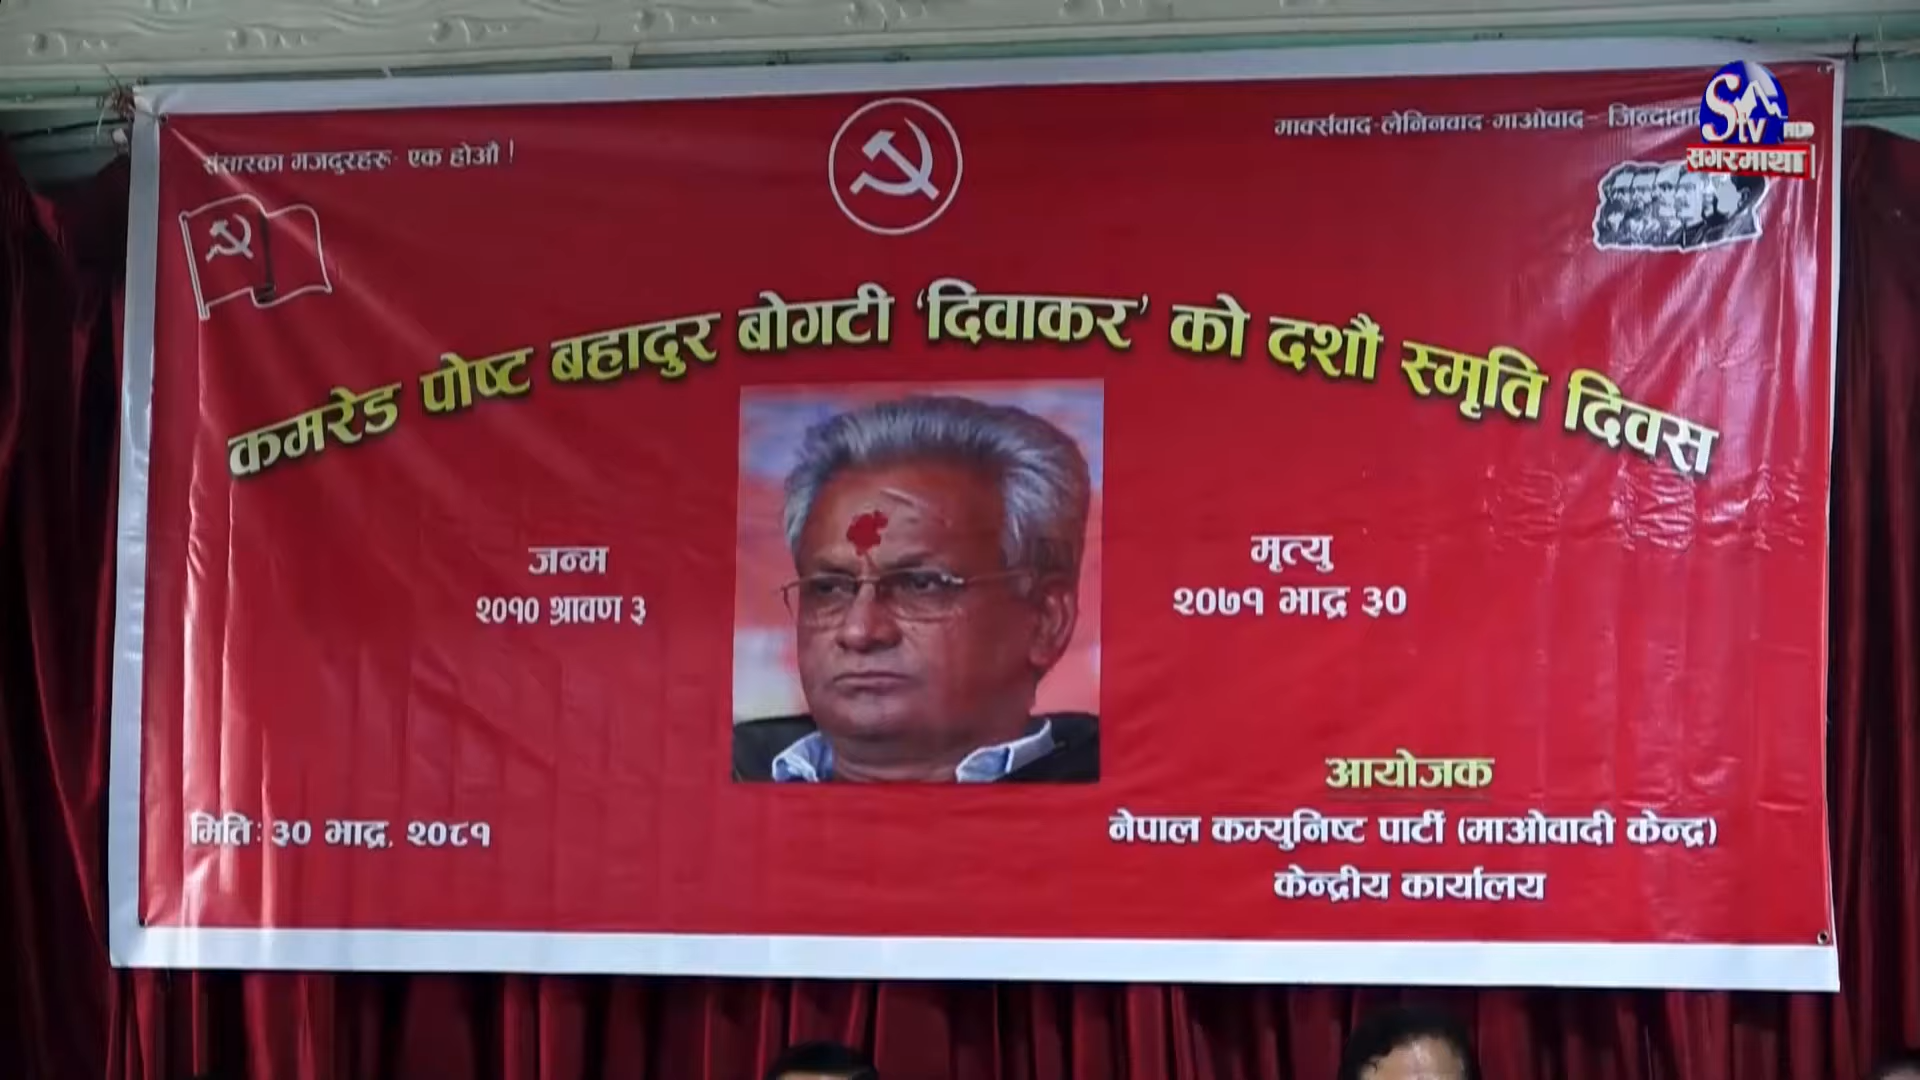 संसारका मजदुरहरू- एक होऔं !
मार्क्सवाद-लेनिनवाद-माओवाद-
STV
सगरमाथा
कमरेड पोष्ट बहादुर बोगटी ‘दिवाकर’ को दशौं स्मृति दिवस
जन्म
२०१० श्रावण ३
मृत्यु
२०७१ भाद्र ३०
आयोजक
नेपाल कम्युनिष्ट पार्टी (माओवादी केन्द्र)
केन्द्रीय कार्यालय
मिति: ३० भाद्र, २०८१